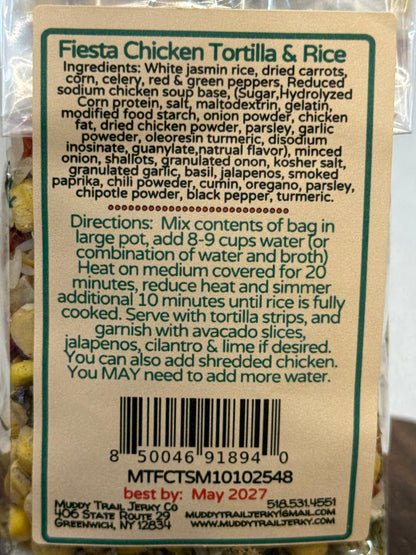 Fiesta Chicken Tortilla & Rice
Ingredients: White jasmin rice, dried carrots,
corn, celery, red & green peppers, Reduced
sodium chicken soup base, (Sugar,Hydrolyzed
Corn protein, salt, maltodextrin, gelatin,
modified food starch, onion powder, chicken
fat, dried chicken powder, parsley, garlic
powder, oleoresin turmeric, disodium
inosinate, guanylate,natrual flavor), minced
onion, shallots, granulated onon, kosher salt,
granulated garlic, basil, jalapenos, smoked
paprika, chili powder, cumin, oregano, parsley,
chipotle powder, black pepper, turmeric.
Directions: Mix contents of bag in
large pot, add 8-9 cups water (or
combination of water and broth)
Heat on medium covered for 20
minutes, reduce heat and simmer
additional 10 minutes until rice is fully
cooked. Serve with tortilla strips, and
garnish with avacado slices,
jalapenos, cilantro & lime if desired.
You can also add shredded chicken.
You MAY need to add more water.
8 50046 91894 0
MTFCTSM10102548
best by: May 2027
Muddy Trail Jerky Co 518.531.4551
406 State Route 29 muddytrailjerky@gmail.com
Greenwich, NY 12834 www.muddytrailjerky.com